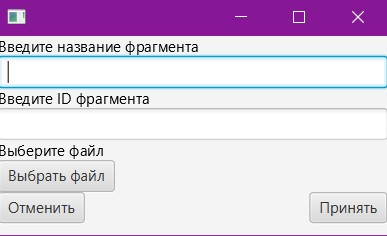 Введите название фрагмента
Введите ID фрагмента
Выберите файл
Выбрать файл
Отменить Принять